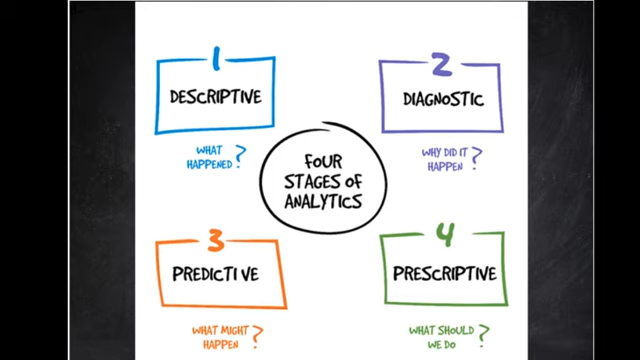 1
DESCRIPTIVE
WHAT
HAPPENED?
2
DIAGNOSTIC
WHY DID IT
HAPPEN?
FOUR
STAGES OF
ANALYTICS
3
PREDICTIVE
WHAT MIGHT
HAPPEN?
4
PRESCRIPTIVE
WHAT SHOULD
WE DO?